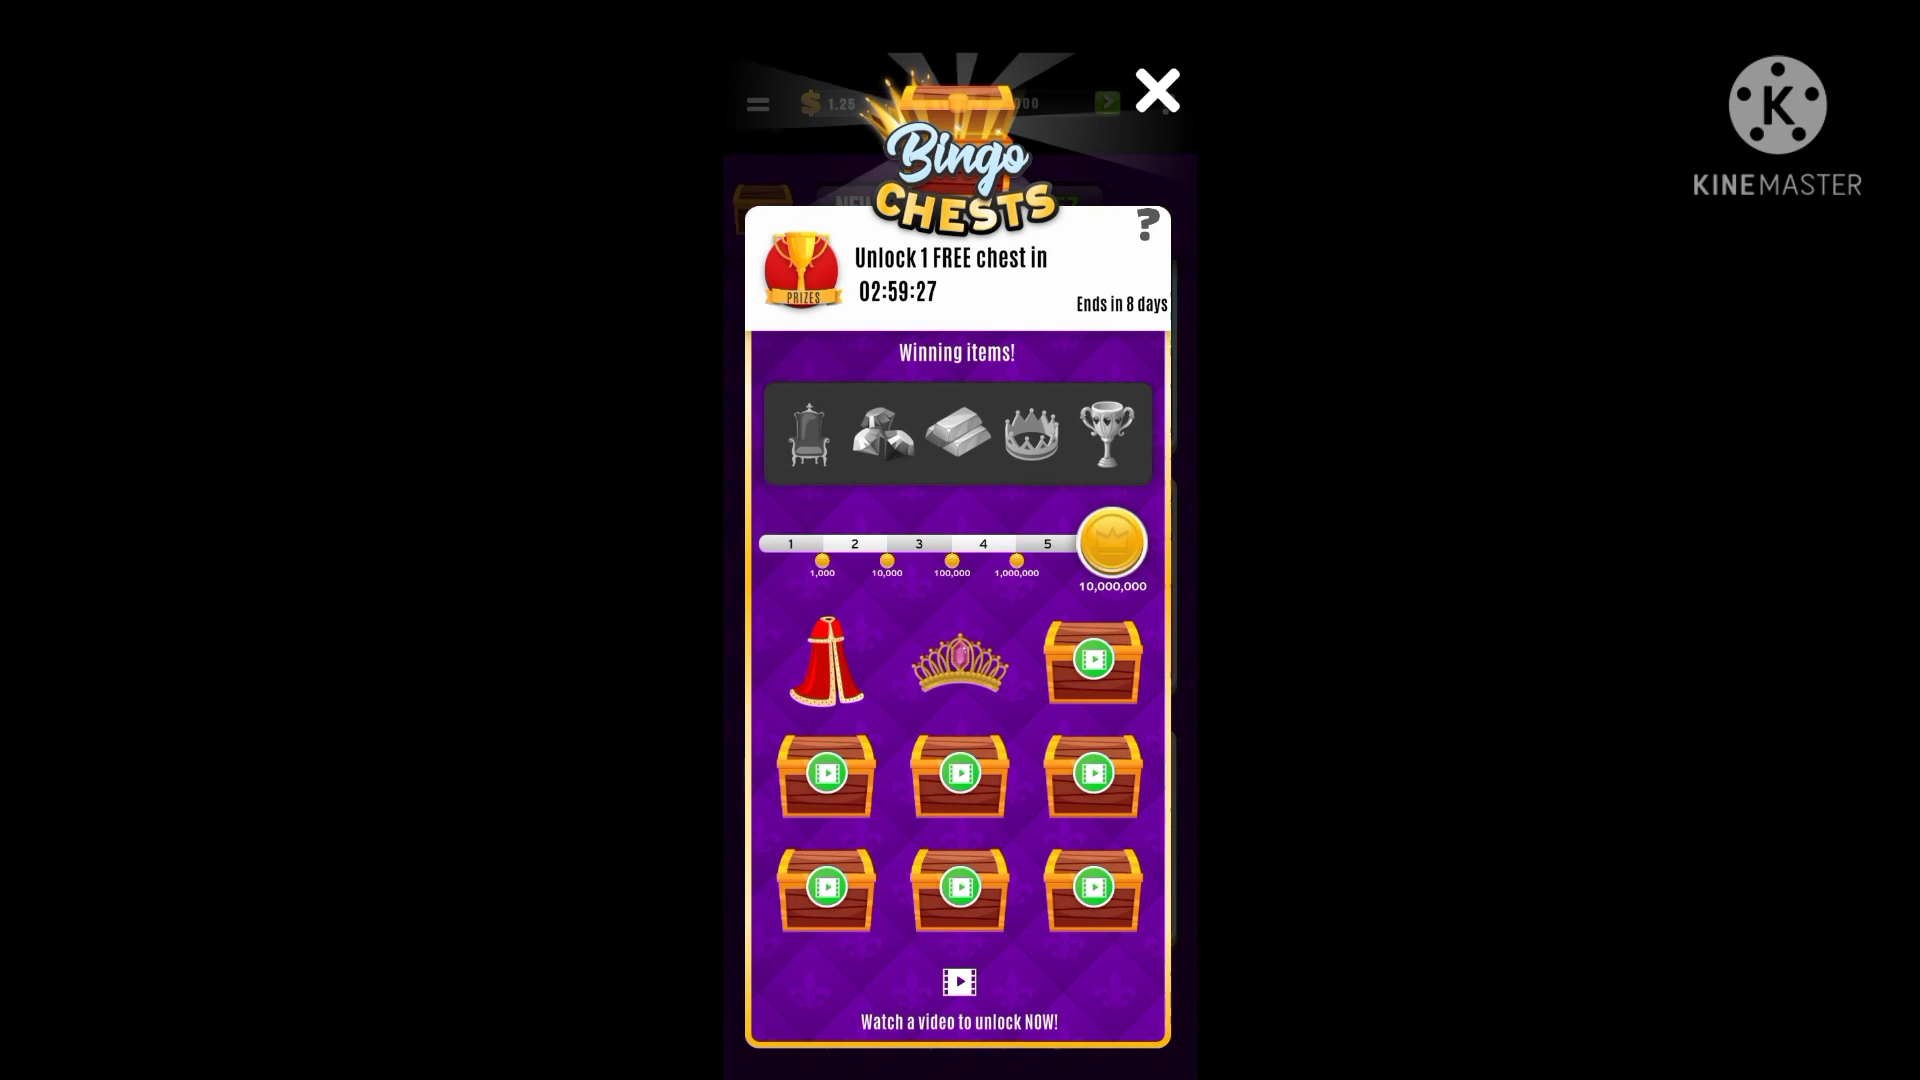 1.25
000
KINEMASTER
Bingo
CHESTS
?
PRIZES
Unlock 1 FREE chest in
02:59:27
Ends in 8 days
Winning items!
1 2 3 4 5
1,000 10,000 100,000 1,000,000
10,000,000
Watch a video to unlock NOW!